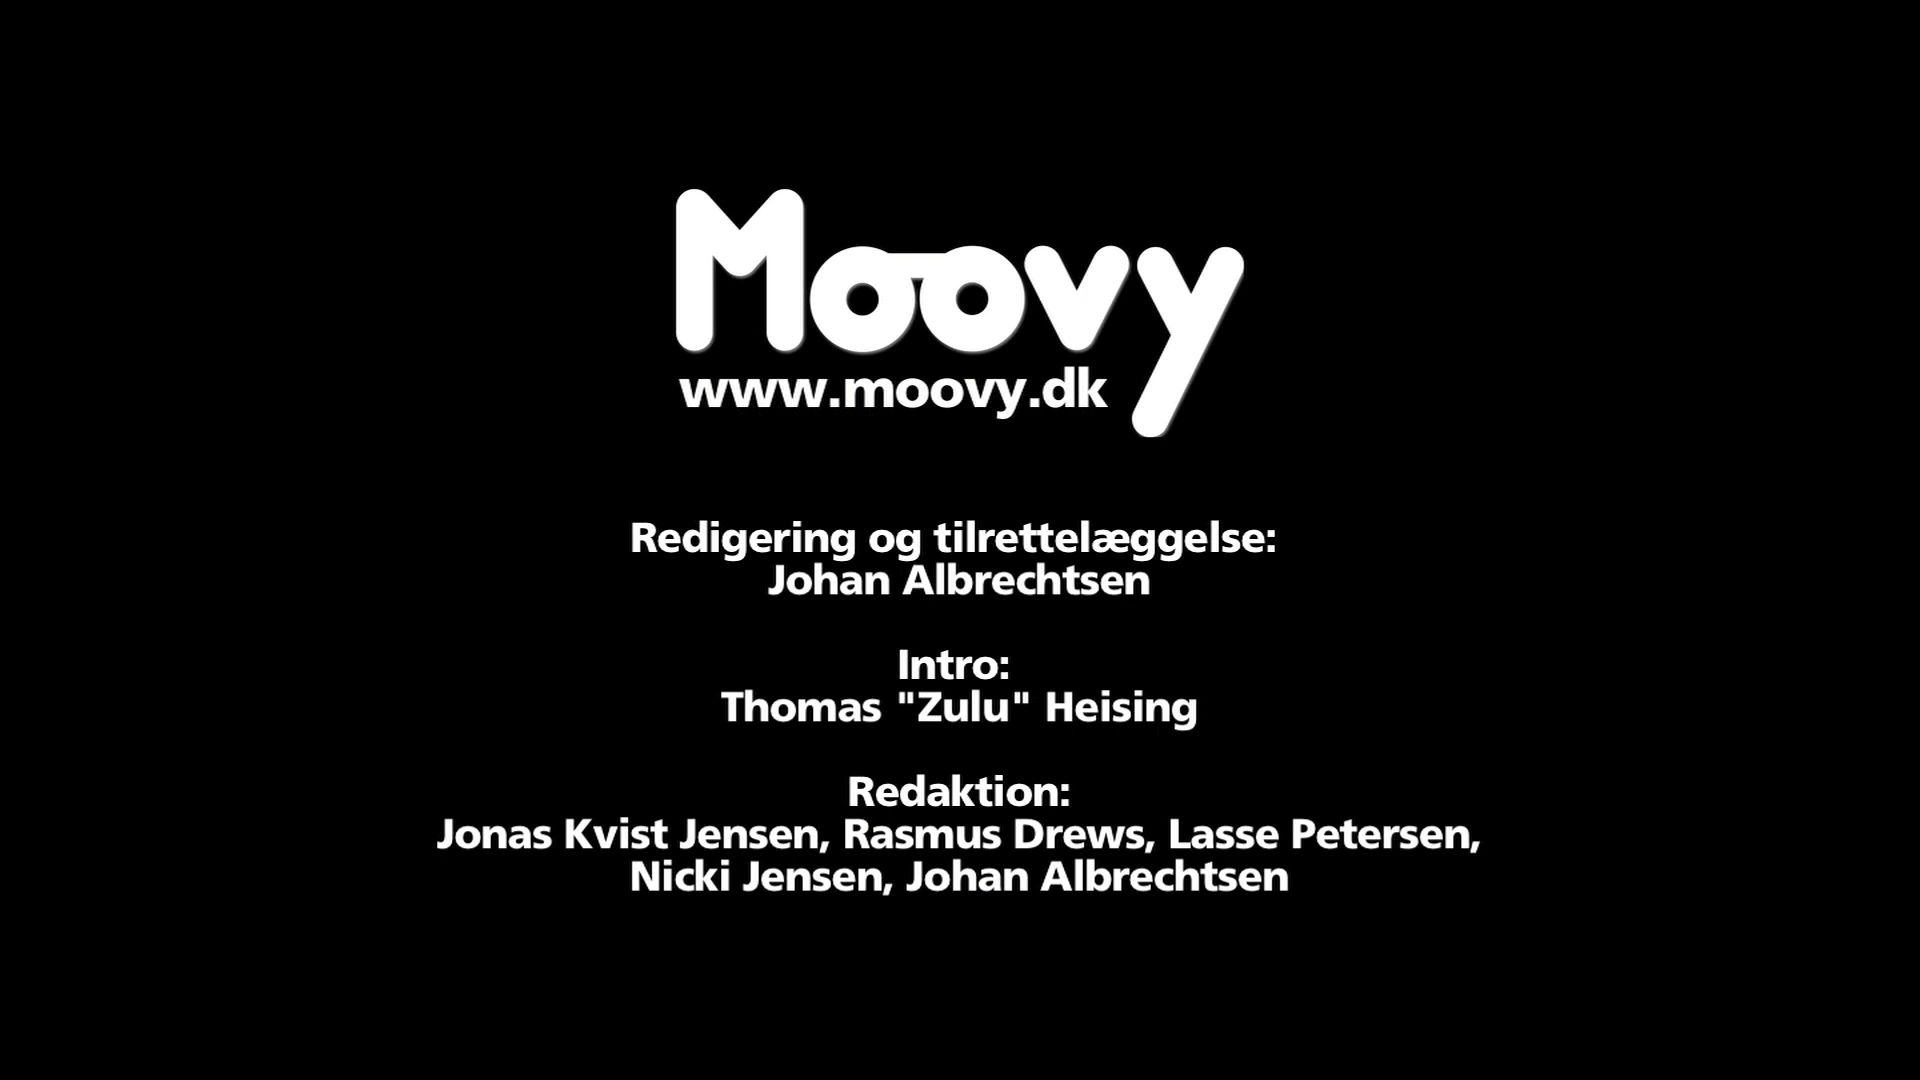 Moovy
www.moovy.dk
Redigering og tilrettelæggelse:
Johan Albrechtsen
Intro:
Thomas "Zulu" Heising
Redaktion:
Jonas Kvist Jensen, Rasmus Drews, Lasse Petersen,
Nicki Jensen, Johan Albrechtsen